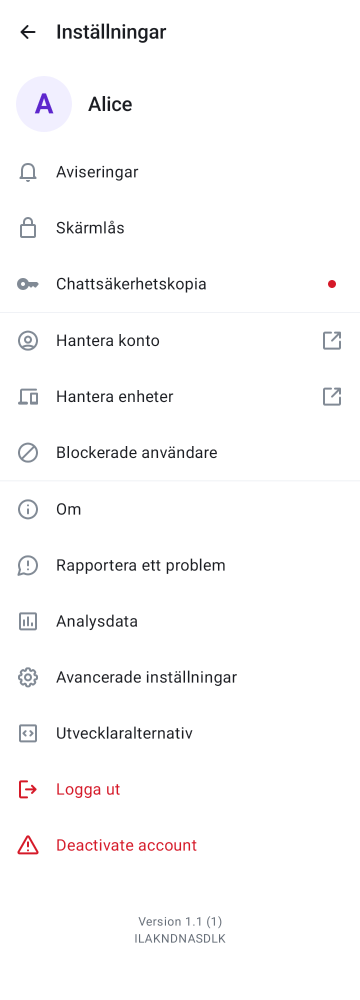 Inställningar
A
Alice
Aviseringar
Skärmlås
Chattsäkerhetskopia
Hantera konto
Hantera enheter
Blockerade användare
Om
Rapportera ett problem
Analysdata
Avancerade inställningar
Utvecklaralternativ
Logga ut
Deactivate account
Version 1.1 (1)
ILAKNDNASDLK